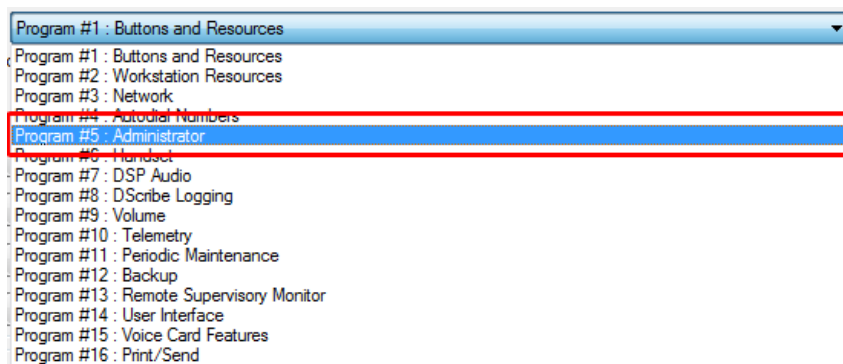 Program #1 : Buttons and Resources
Program #1 : Buttons and Resources
Program #2 : Workstation Resources
Program #3 : Network
Program #4 : Autodial Numbers
Program #5 : Administrator
Program #6 : Handset
Program #7 : DSP Audio
Program #8 : DScribe Logging
Program #9 : Volume
Program #10 : Telemetry
Program #11 : Periodic Maintenance
Program #12 : Backup
Program #13 : Remote Supervisory Monitor
Program #14 : User Interface
Program #15 : Voice Card Features
Program #16 : Print/Send